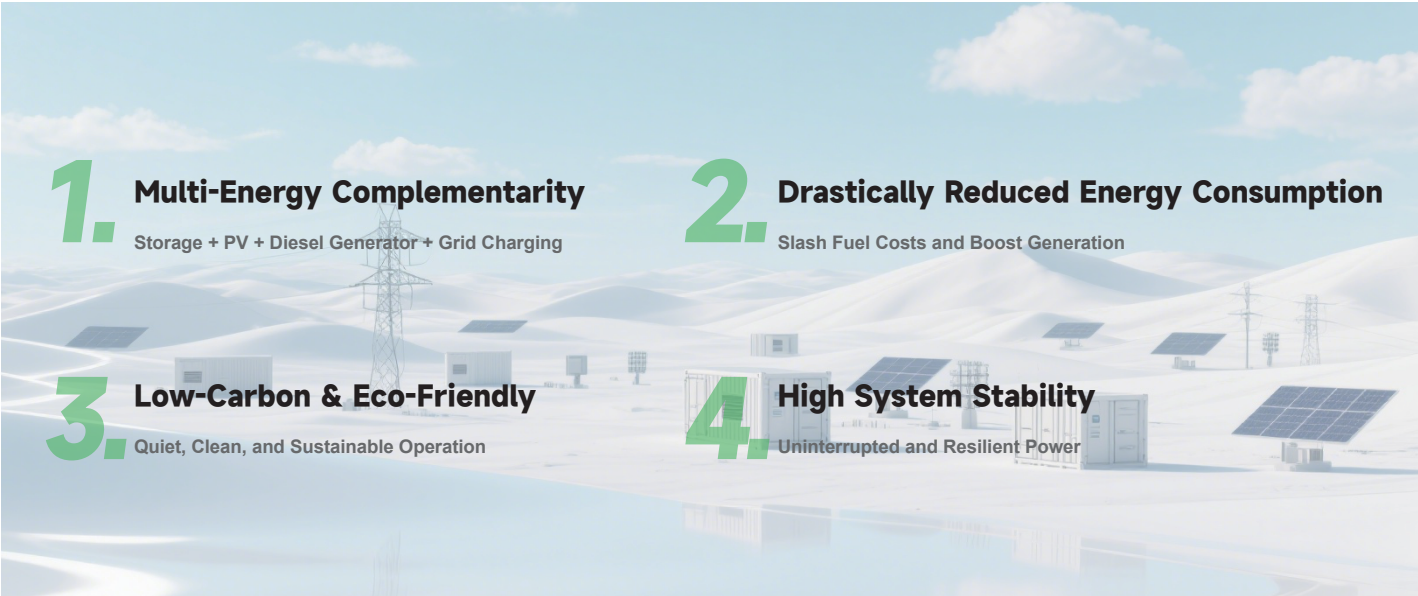 1. Multi-Energy Complementarity
Storage + PV + Diesel Generator + Grid Charging
2. Drastically Reduced Energy Consumption
Slash Fuel Costs and Boost Generation
3. Low-Carbon & Eco-Friendly
Quiet, Clean, and Sustainable Operation
4. High System Stability
Uninterrupted and Resilient Power